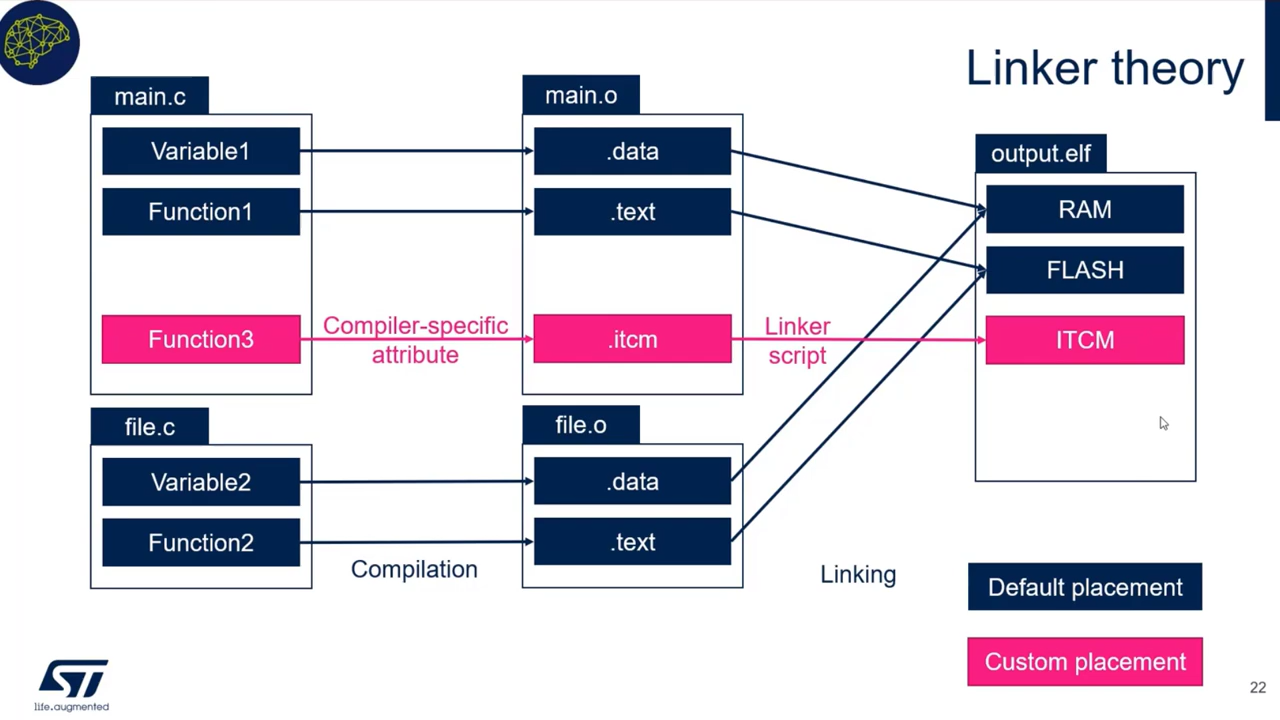 Linker theory
main.c
Variable1
Function1
Function3
Compiler-specific
attribute
main.o
.data
.text
.itcm
Linker
script
output.elf
RAM
FLASH
ITCM
file.c
Variable2
Function2
Compilation
file.o
.data
.text
Linking
Default placement
Custom placement
ST
life.augmented
22